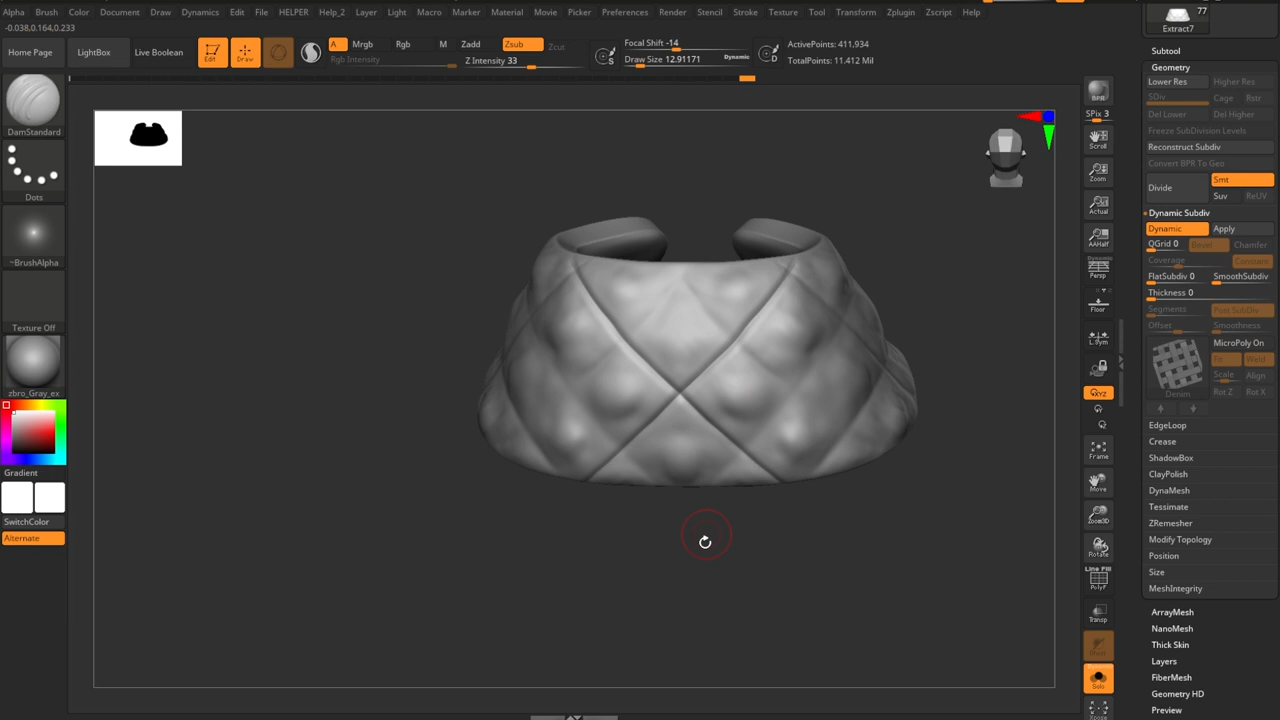 Alpha Brush Color Document Draw Dynamics Edit File HELPER Help_2 Layer Light Macro Marker Material Movie Picker Preferences Render Stencil Stroke Texture Tool Transform Zplugin Zscript Help
-0.038,0.164,0.233
Home Page LightBox Live Boolean
Edit Draw
A Mrgb Rgb M Zadd Zsub Zcut
Rgb Intensity Z Intensity 33
S
Focal Shift -14
Draw Size 12.91171 Dynamic
D
ActivePoints: 411,934
TotalPoints: 11.412 Mil
DamStandard
Dots
~BrushAlpha
Texture Off
zbro_Gray_ex
Gradient
SwitchColor
Alternate
BPR
SPix 3
Scroll
Zoom
Actual
AAHalf
Dynamic
Persp
Floor
L.Sym
XYZ
Frame
Move
Zoom3D
Rotate
Line Fill
PolyF
Transp
Solo
Xpose
77
Extract7
Subtool
Geometry
Lower Res Higher Res
SDiv Cage Rstr
Del Lower Del Higher
Freeze SubDivision Levels
Reconstruct Subdiv
Convert BPR To Geo
Divide Smt
Suv ReUV
Dynamic Subdiv
Dynamic Apply
QGrid 0 Bevel Chamfer
Coverage Constant
FlatSubdiv 0 SmoothSubdiv
Thickness 0
Segments Post SubDiv
Offset Smoothness
MicroPoly On
Fit Weld
Scale Align
Denim Rot Z Rot X
EdgeLoop
Crease
ShadowBox
ClayPolish
DynaMesh
Tessimate
ZRemesher
Modify Topology
Position
Size
MeshIntegrity
ArrayMesh
NanoMesh
Thick Skin
Layers
FiberMesh
Geometry HD
Preview